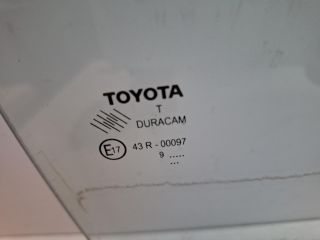 TOYOTA
T
DURACAM
E17 43 R - 00097
9 .....
...